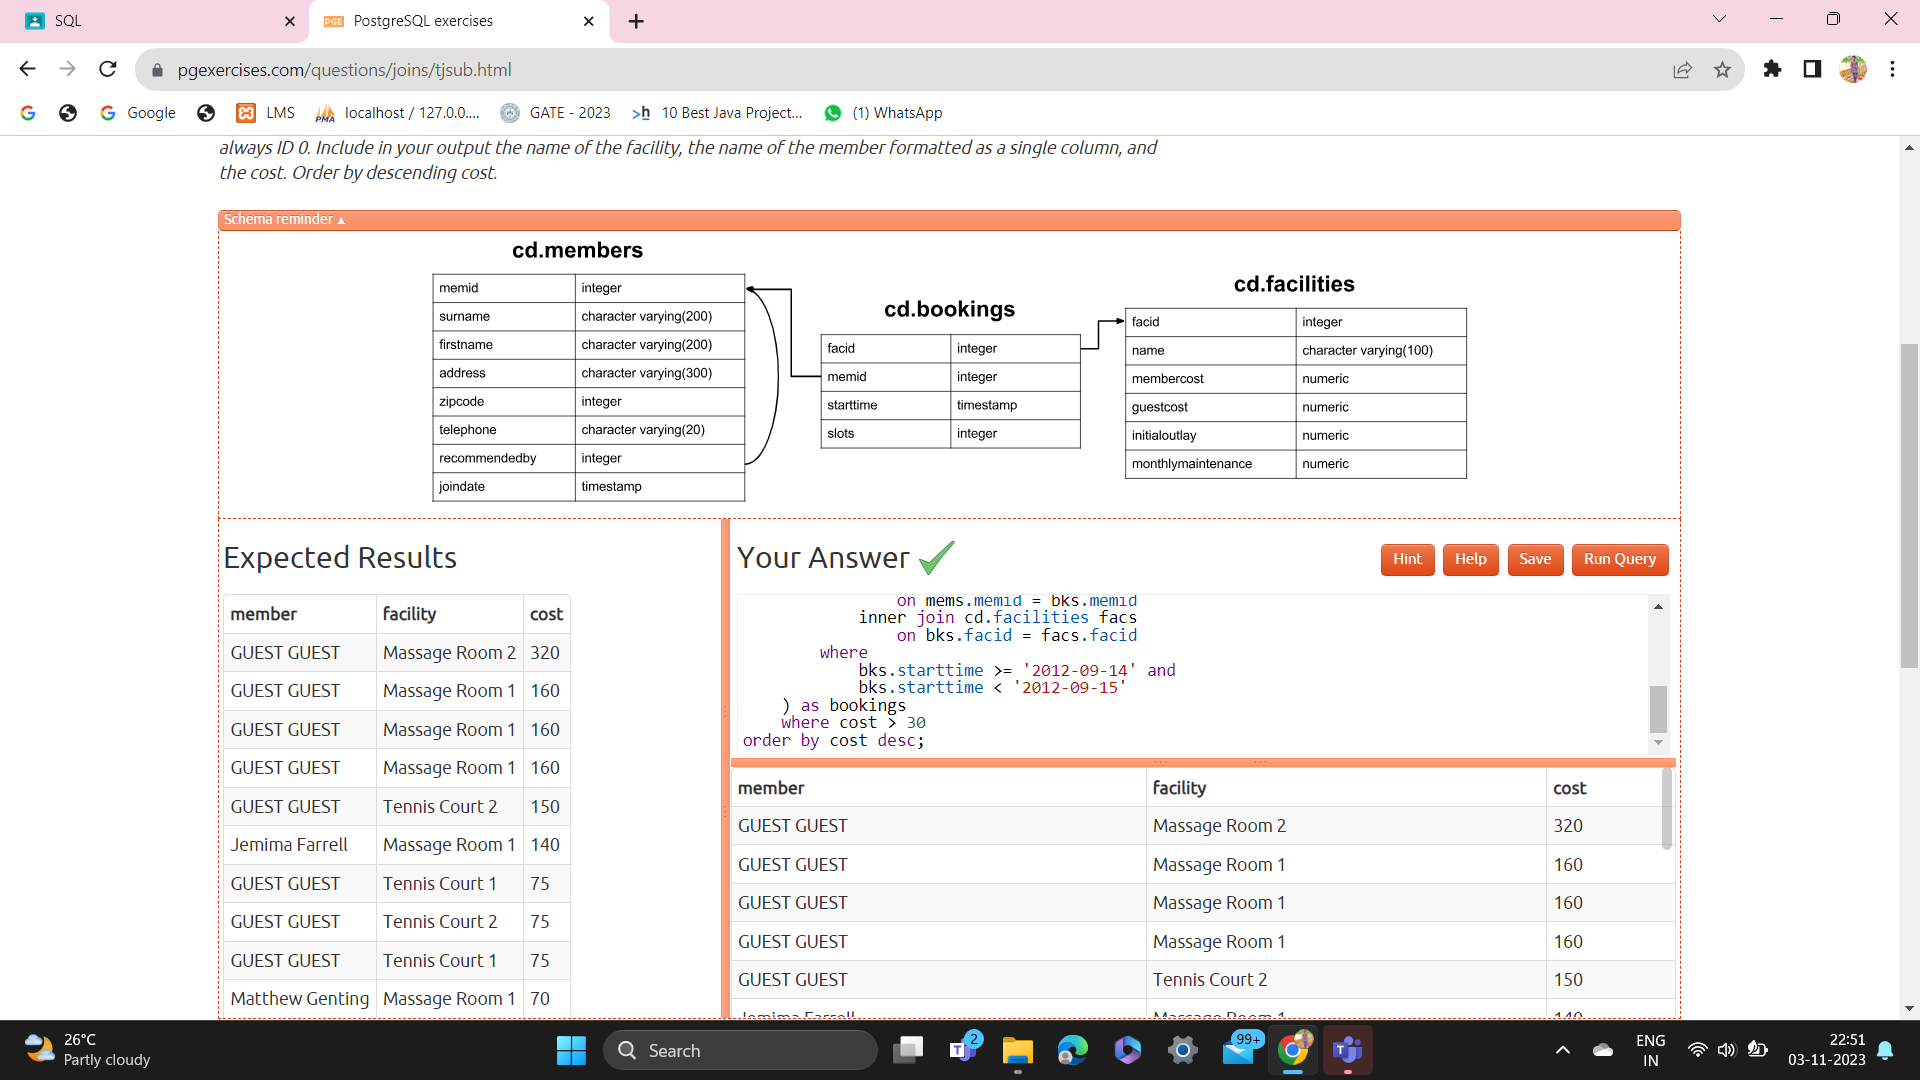 SQL
PGE PostgreSQL exercises
pgexercises.com/questions/joins/tjsub.html
Google LMS localhost / 127.0.0.... GATE - 2023 >h 10 Best Java Project... (1) WhatsApp
always ID 0. Include in your output the name of the facility, the name of the member formatted as a single column, and
the cost. Order by descending cost.
Schema reminder ▲
cd.members
memid integer
surname character varying(200)
firstname character varying(200)
address character varying(300)
zipcode integer
telephone character varying(20)
recommendedby integer
joindate timestamp
cd.bookings
facid integer
memid integer
starttime timestamp
slots integer
cd.facilities
facid integer
name character varying(100)
membercost numeric
guestcost numeric
initialoutlay numeric
monthlymaintenance numeric
Expected Results
member facility cost
GUEST GUEST Massage Room 2 320
GUEST GUEST Massage Room 1 160
GUEST GUEST Massage Room 1 160
GUEST GUEST Massage Room 1 160
GUEST GUEST Tennis Court 2 150
Jemima Farrell Massage Room 1 140
GUEST GUEST Tennis Court 1 75
GUEST GUEST Tennis Court 2 75
GUEST GUEST Tennis Court 1 75
Matthew Genting Massage Room 1 70
Your Answer
Hint Help Save Run Query
on mems.memid = bks.memid
inner join cd.facilities facs
on bks.facid = facs.facid
where
bks.starttime >= '2012-09-14' and
bks.starttime < '2012-09-15'
) as bookings
where cost > 30
order by cost desc;
member facility cost
GUEST GUEST Massage Room 2 320
GUEST GUEST Massage Room 1 160
GUEST GUEST Massage Room 1 160
GUEST GUEST Massage Room 1 160
GUEST GUEST Tennis Court 2 150
Jemima Farrell Massage Room 1 140
26°C
Partly cloudy
Search
2
99+
ENG
IN
22:51
03-11-2023